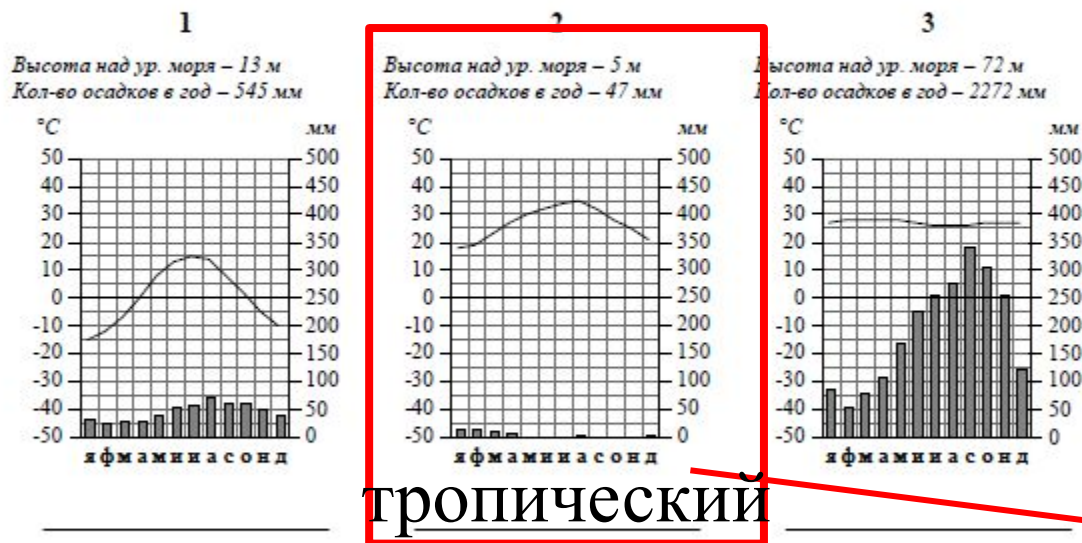 1 2 3
Высота над ур. моря – 13 м
Кол-во осадков в год – 545 мм
°C мм
50 500
40 450
30 400
20 350
10 300
0 250
-10 200
-20 150
-30 100
-40 50
-50 0
я ф м а м и и а с о н д
Высота над ур. моря – 5 м
Кол-во осадков в год – 47 мм
°C мм
50 500
40 450
30 400
20 350
10 300
0 250
-10 200
-20 150
-30 100
-40 50
-50 0
я ф м а м и и а с о н д
тропический
Высота над ур. моря – 72 м
Кол-во осадков в год – 2272 мм
°C мм
50 500
40 450
30 400
20 350
10 300
0 250
-10 200
-20 150
-30 100
-40 50
-50 0
я ф м а м и и а с о н д